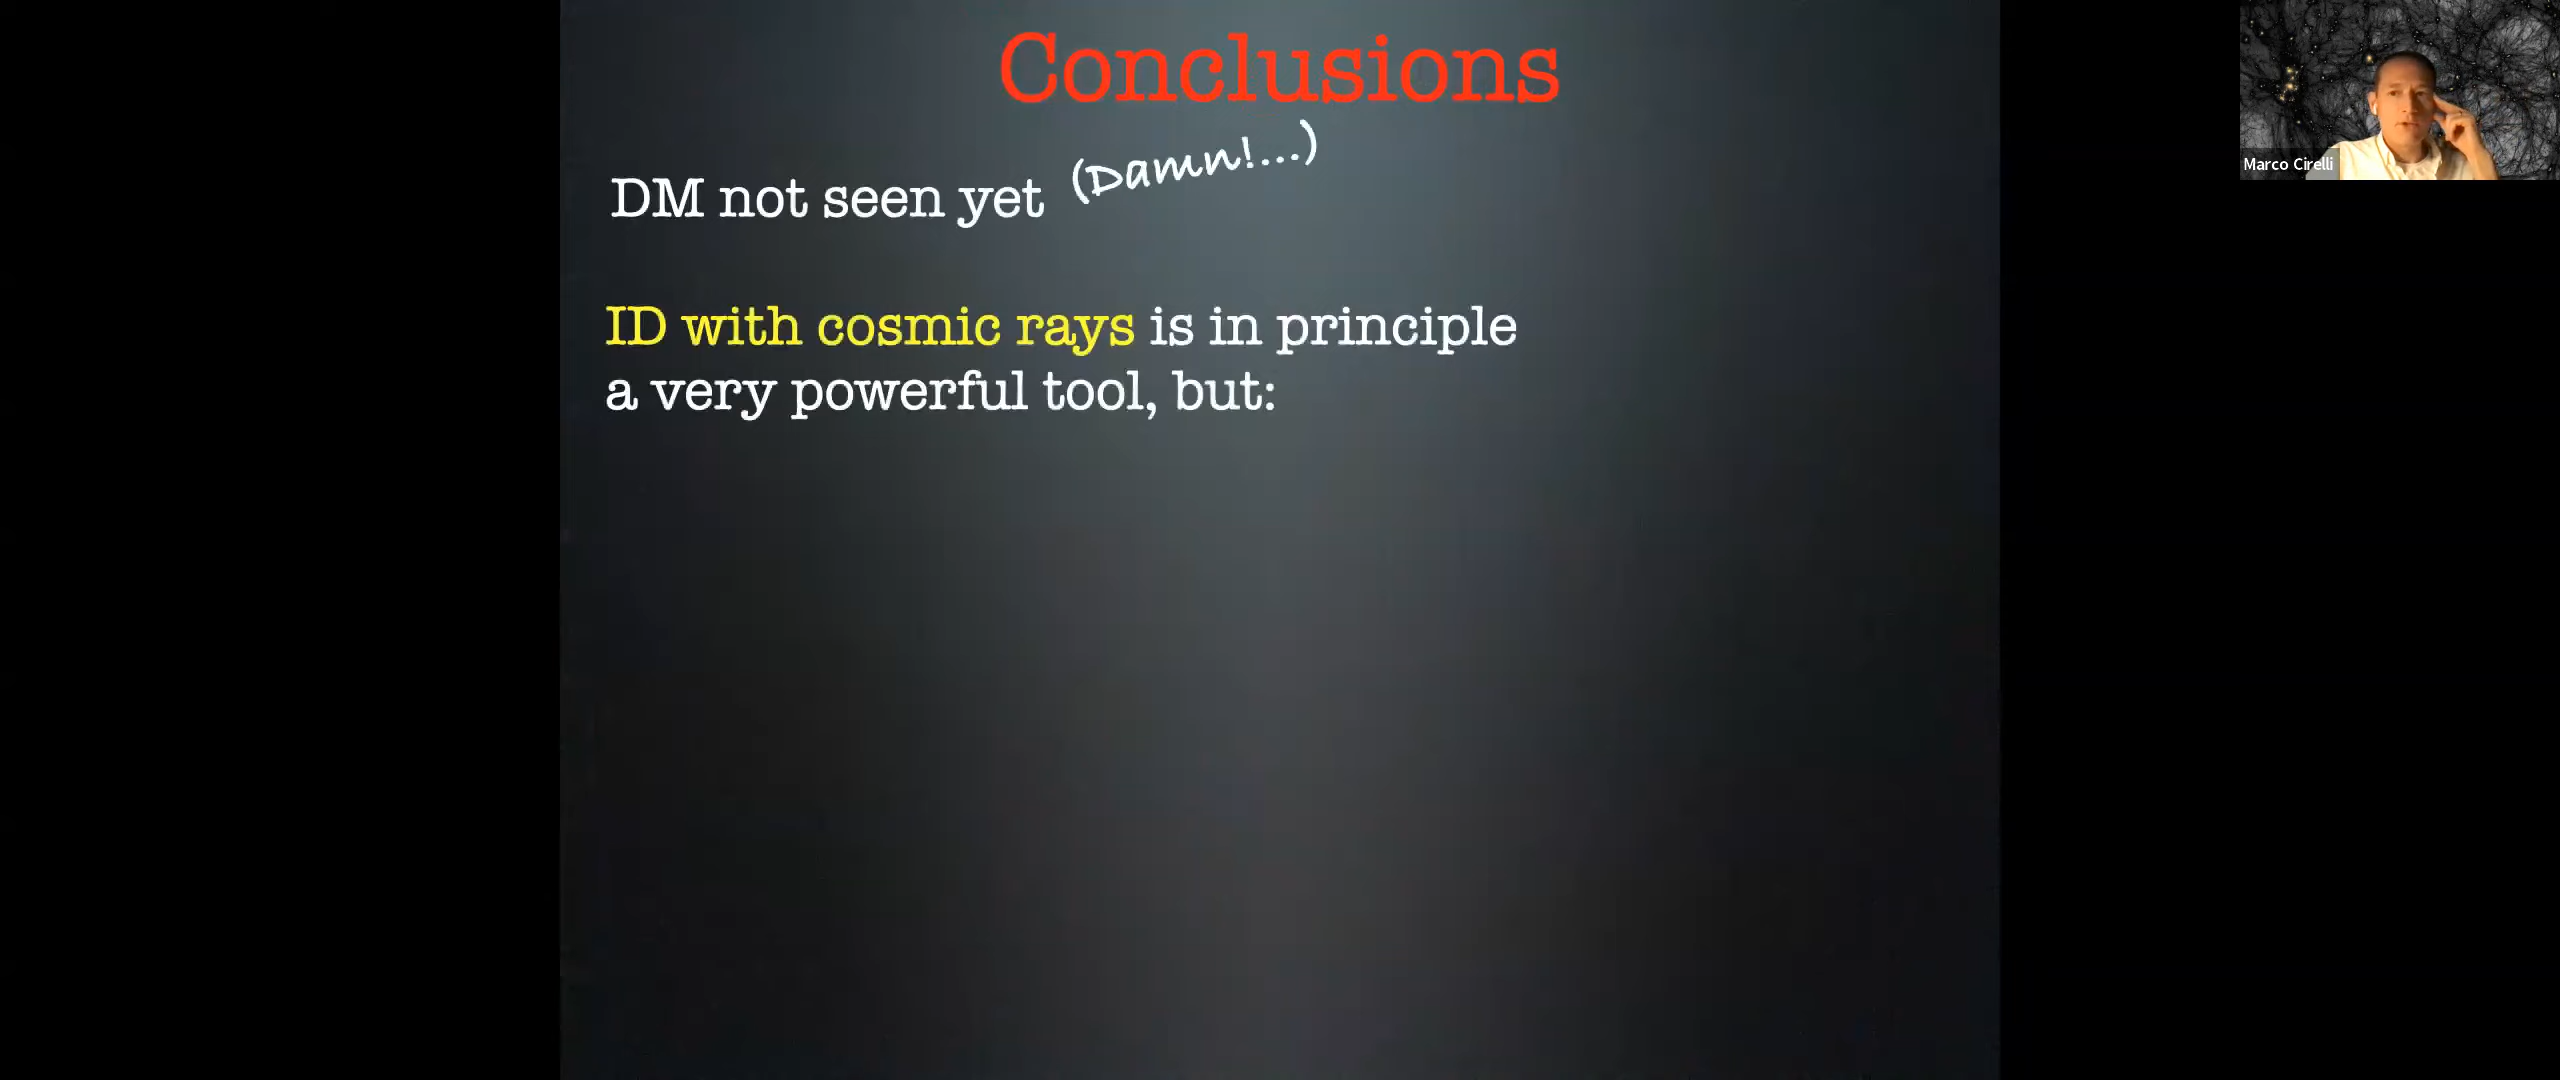 Conclusions
DM not seen yet (Damn!...)
ID with cosmic rays is in principle
a very powerful tool, but:
Marco Cirelli